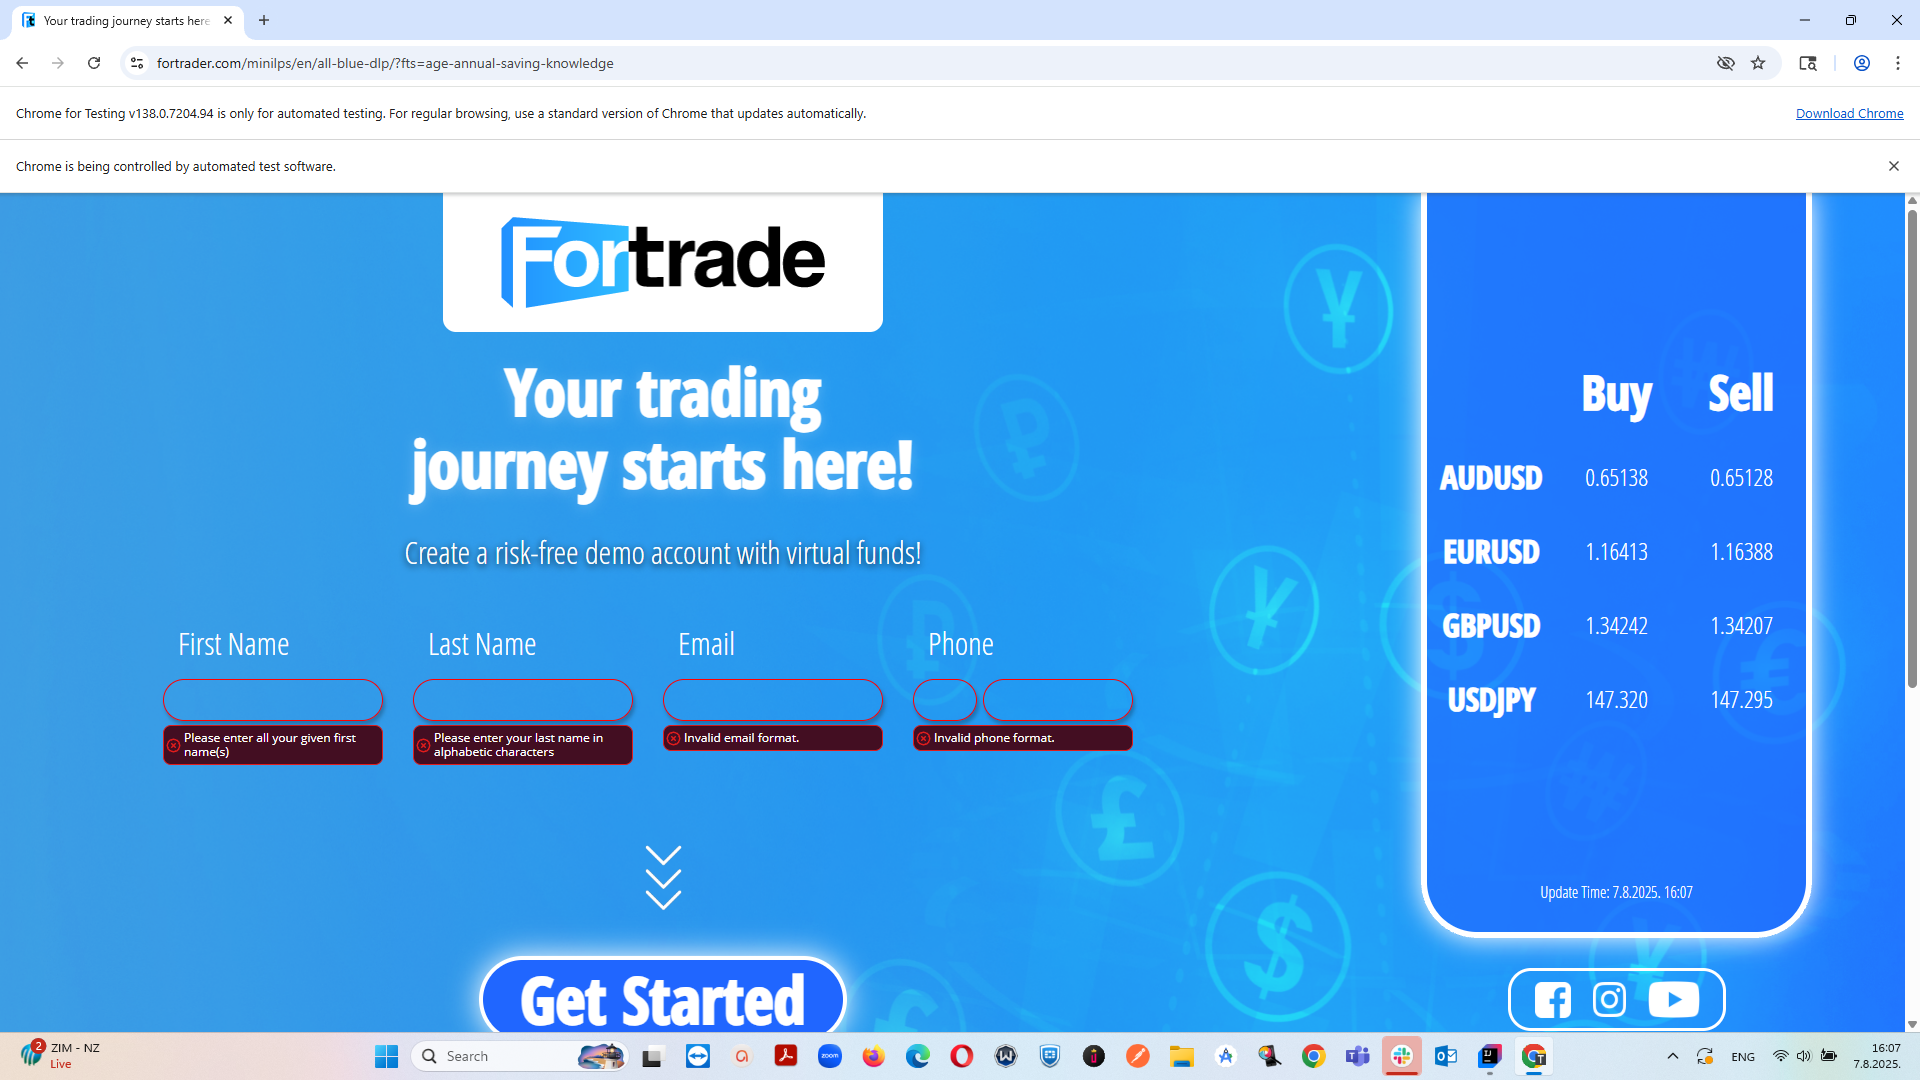 Your trading journey starts here
fortrader.com/minilps/en/all-blue-dlp/?fts=age-annual-saving-knowledge
Chrome for Testing v138.0.7204.94 is only for automated testing. For regular browsing, use a standard version of Chrome that updates automatically.
Download Chrome
Chrome is being controlled by automated test software.
Fortrade
Your trading
journey starts here!
Create a risk-free demo account with virtual funds!
First Name
Last Name
Email
Phone
Please enter all your given first
name(s)
Please enter your last name in
alphabetic characters
Invalid email format.
Invalid phone format.
Get Started
Buy Sell
AUDUSD 0.65138 0.65128
EURUSD 1.16413 1.16388
GBPUSD 1.34242 1.34207
USDJPY 147.320 147.295
Update Time: 7.8.2025. 16:07
2
ZIM - NZ
Live
Search
zoom
ENG
16:07
7.8.2025.